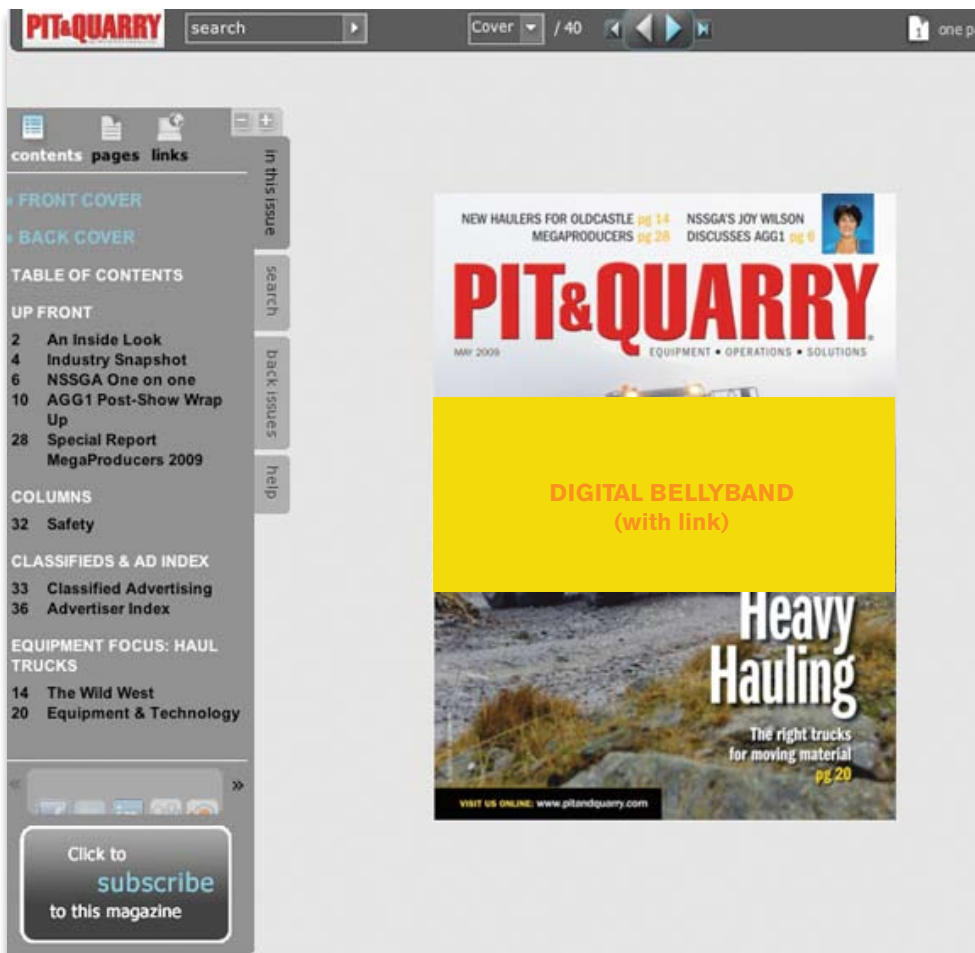 PIT&QUARRY
search
Cover
/ 40
1
one p
contents pages links
in this issue
search
back issues
help
» FRONT COVER
» BACK COVER
TABLE OF CONTENTS
UP FRONT
2 An Inside Look
4 Industry Snapshot
6 NSSGA One on one
10 AGG1 Post-Show Wrap
Up
28 Special Report
MegaProducers 2009
COLUMNS
32 Safety
CLASSIFIEDS & AD INDEX
33 Classified Advertising
36 Advertiser Index
EQUIPMENT FOCUS: HAUL
TRUCKS
14 The Wild West
20 Equipment & Technology
Click to
subscribe
to this magazine
NEW HAULERS FOR OLDCASTLE pg 14
MEGAPRODUCERS pg 28
NSSGA'S JOY WILSON
DISCUSSES AGG1 pg 6
PIT&QUARRY
MAY 2009
EQUIPMENT • OPERATIONS • SOLUTIONS
DIGITAL BELLYBAND
(with link)
Heavy
Hauling
The right trucks
for moving material
pg 20
VISIT US ONLINE: www.pitandquarry.com